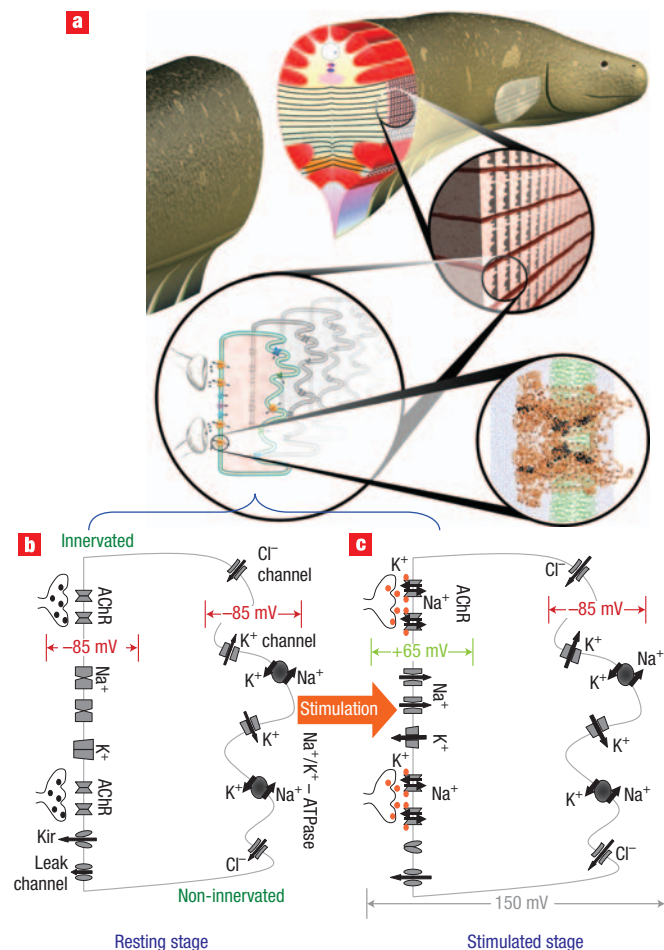 a
b
Innervated
Cl⁻
channel
AChR
−85 mV
−85 mV
K⁺ channel
Na⁺
K⁺
Na⁺
K⁺
K⁺
AChR
K⁺
Na⁺
Na⁺/K⁺ – ATPase
Kir
Leak
channel
Cl⁻
Non-innervated
Resting stage
Stimulation
c
K⁺
AChR
Cl⁻
Na⁺
−85 mV
+65 mV
K⁺
Na⁺
Na⁺
K⁺
K⁺
K⁺
Na⁺
K⁺
Na⁺
Cl⁻
150 mV
Stimulated stage